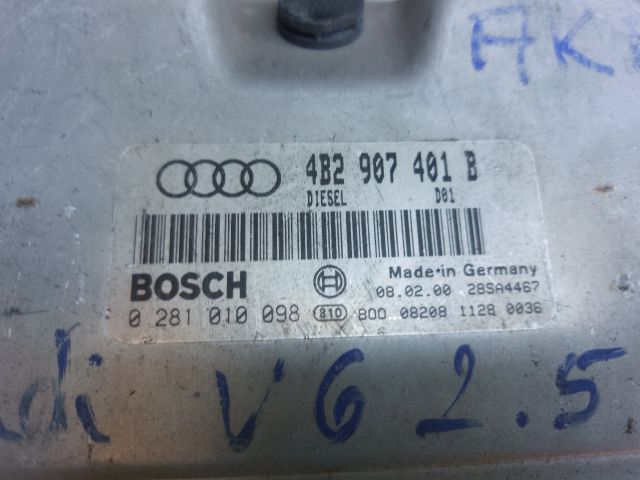 AK
4B2 907 401 B
DIESEL D01
BOSCH
Made in Germany
08.02.00 28SA4467
0 281 010 098 810 800 08208 1128 0036
di V6 2.5